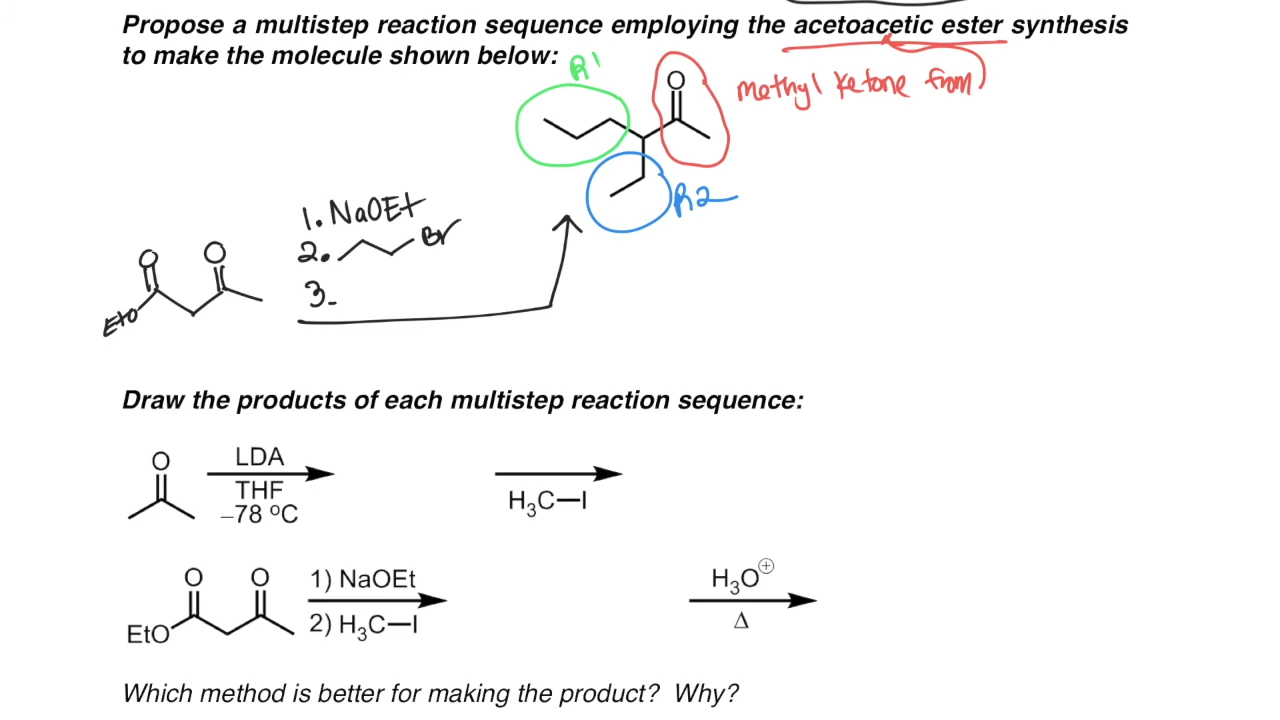 Propose a multistep reaction sequence employing the acetoacetic ester synthesis
to make the molecule shown below:
R'
O
methyl ketone from
R2
1. NaOEt
2. Br
3.
O O
EtO
Draw the products of each multistep reaction sequence:
O
LDA
THF
–78 ºC
H3C–I
O O
EtO
1) NaOEt
2) H3C–I
H3O⊕
Δ
Which method is better for making the product? Why?